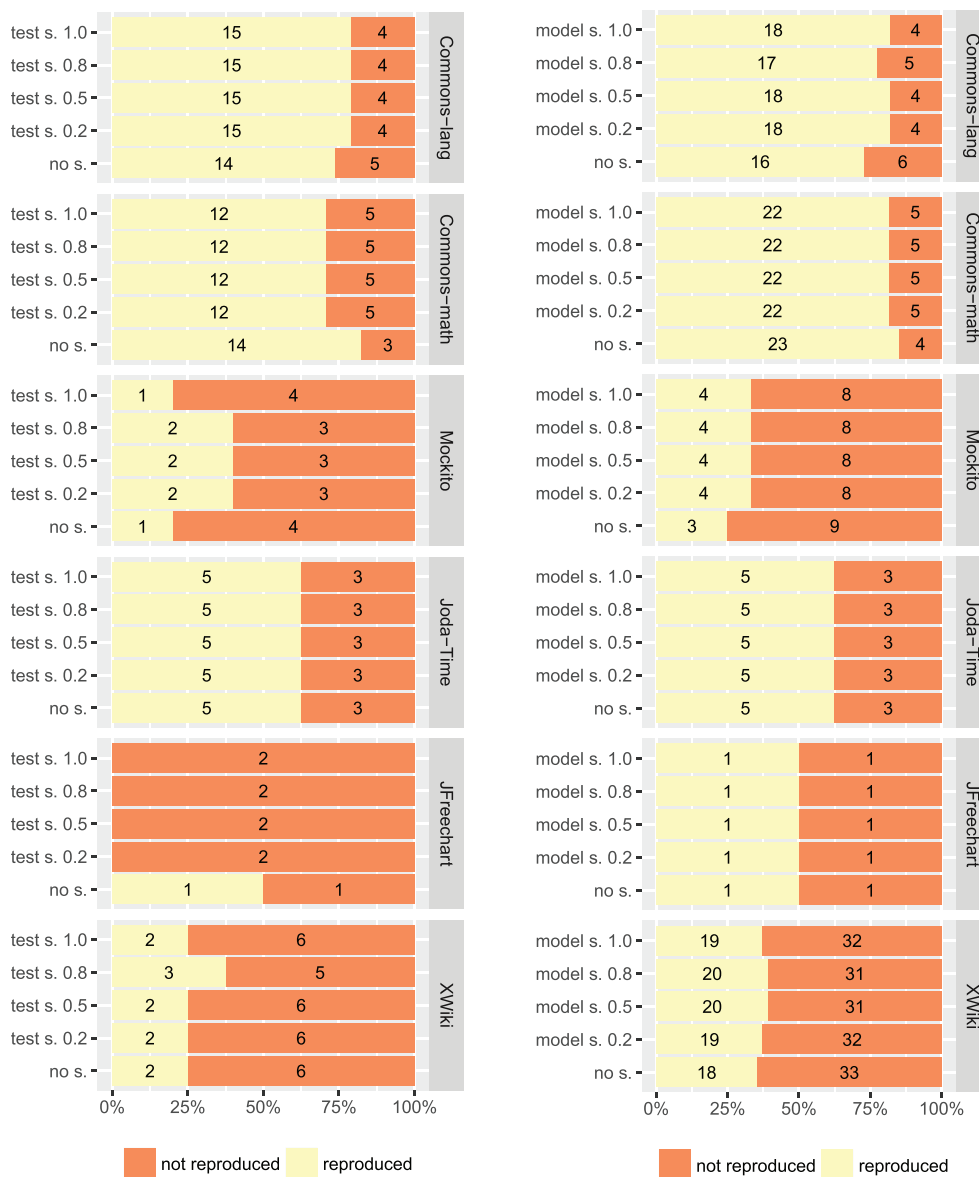 test s. 1.0 15 4
test s. 0.8 15 4
test s. 0.5 15 4
test s. 0.2 15 4
no s. 14 5
Commons−lang
test s. 1.0 12 5
test s. 0.8 12 5
test s. 0.5 12 5
test s. 0.2 12 5
no s. 14 3
Commons−math
test s. 1.0 1 4
test s. 0.8 2 3
test s. 0.5 2 3
test s. 0.2 2 3
no s. 1 4
Mockito
test s. 1.0 5 3
test s. 0.8 5 3
test s. 0.5 5 3
test s. 0.2 5 3
no s. 5 3
Joda−Time
test s. 1.0 2
test s. 0.8 2
test s. 0.5 2
test s. 0.2 2
no s. 1 1
JFreechart
test s. 1.0 2 6
test s. 0.8 3 5
test s. 0.5 2 6
test s. 0.2 2 6
no s. 2 6
XWiki
0% 25% 50% 75% 100%
not reproduced reproduced
model s. 1.0 18 4
model s. 0.8 17 5
model s. 0.5 18 4
model s. 0.2 18 4
no s. 16 6
Commons−lang
model s. 1.0 22 5
model s. 0.8 22 5
model s. 0.5 22 5
model s. 0.2 22 5
no s. 23 4
Commons−math
model s. 1.0 4 8
model s. 0.8 4 8
model s. 0.5 4 8
model s. 0.2 4 8
no s. 3 9
Mockito
model s. 1.0 5 3
model s. 0.8 5 3
model s. 0.5 5 3
model s. 0.2 5 3
no s. 5 3
Joda−Time
model s. 1.0 1 1
model s. 0.8 1 1
model s. 0.5 1 1
model s. 0.2 1 1
no s. 1 1
JFreechart
model s. 1.0 19 32
model s. 0.8 20 31
model s. 0.5 20 31
model s. 0.2 19 32
no s. 18 33
XWiki
0% 25% 50% 75% 100%
not reproduced reproduced